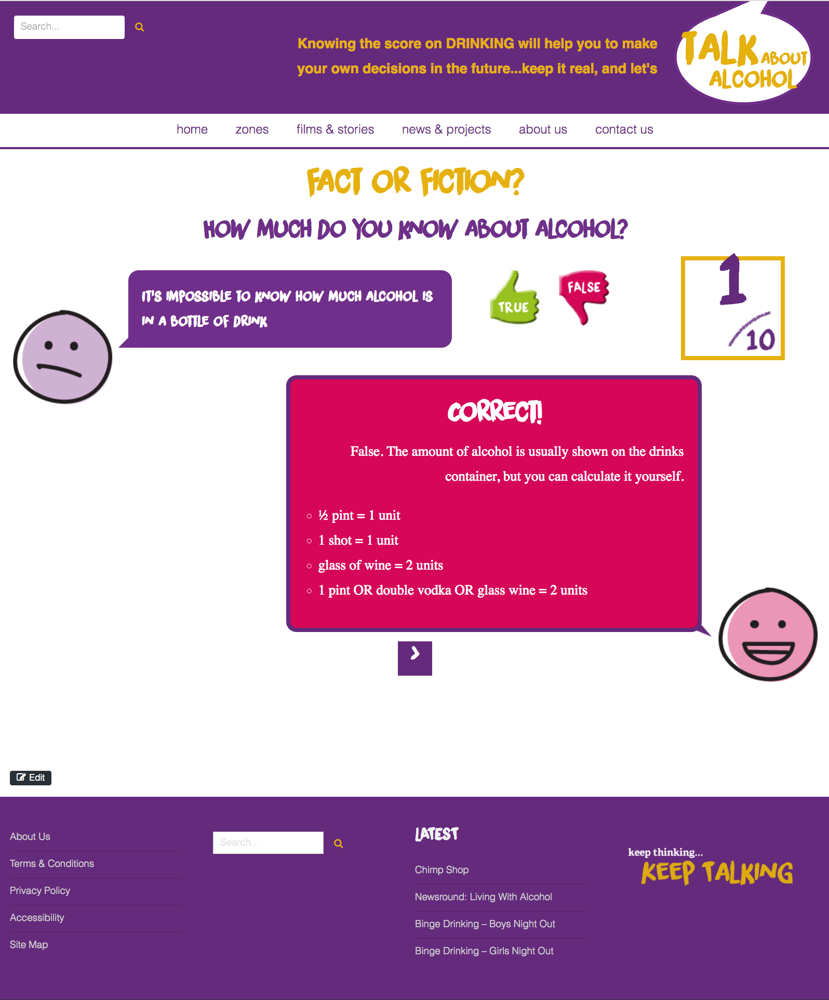 Search...
Knowing the score on DRINKING will help you to make
your own decisions in the future...keep it real, and let's
TALK ABOUT
ALCOHOL
home zones films & stories news & projects about us contact us
FACT OR FICTION?
HOW MUCH DO YOU KNOW ABOUT ALCOHOL?
IT'S IMPOSSIBLE TO KNOW HOW MUCH ALCOHOL IS
IN A BOTTLE OF DRINK
TRUE
FALSE
1
/10
CORRECT!
False. The amount of alcohol is usually shown on the drinks
container, but you can calculate it yourself.
½ pint = 1 unit
1 shot = 1 unit
glass of wine = 2 units
1 pint OR double vodka OR glass wine = 2 units
Edit
About Us
Terms & Conditions
Privacy Policy
Accessibility
Site Map
Search...
LATEST
Chimp Shop
Newsround: Living With Alcohol
Binge Drinking – Boys Night Out
Binge Drinking – Girls Night Out
keep thinking...
KEEP TALKING